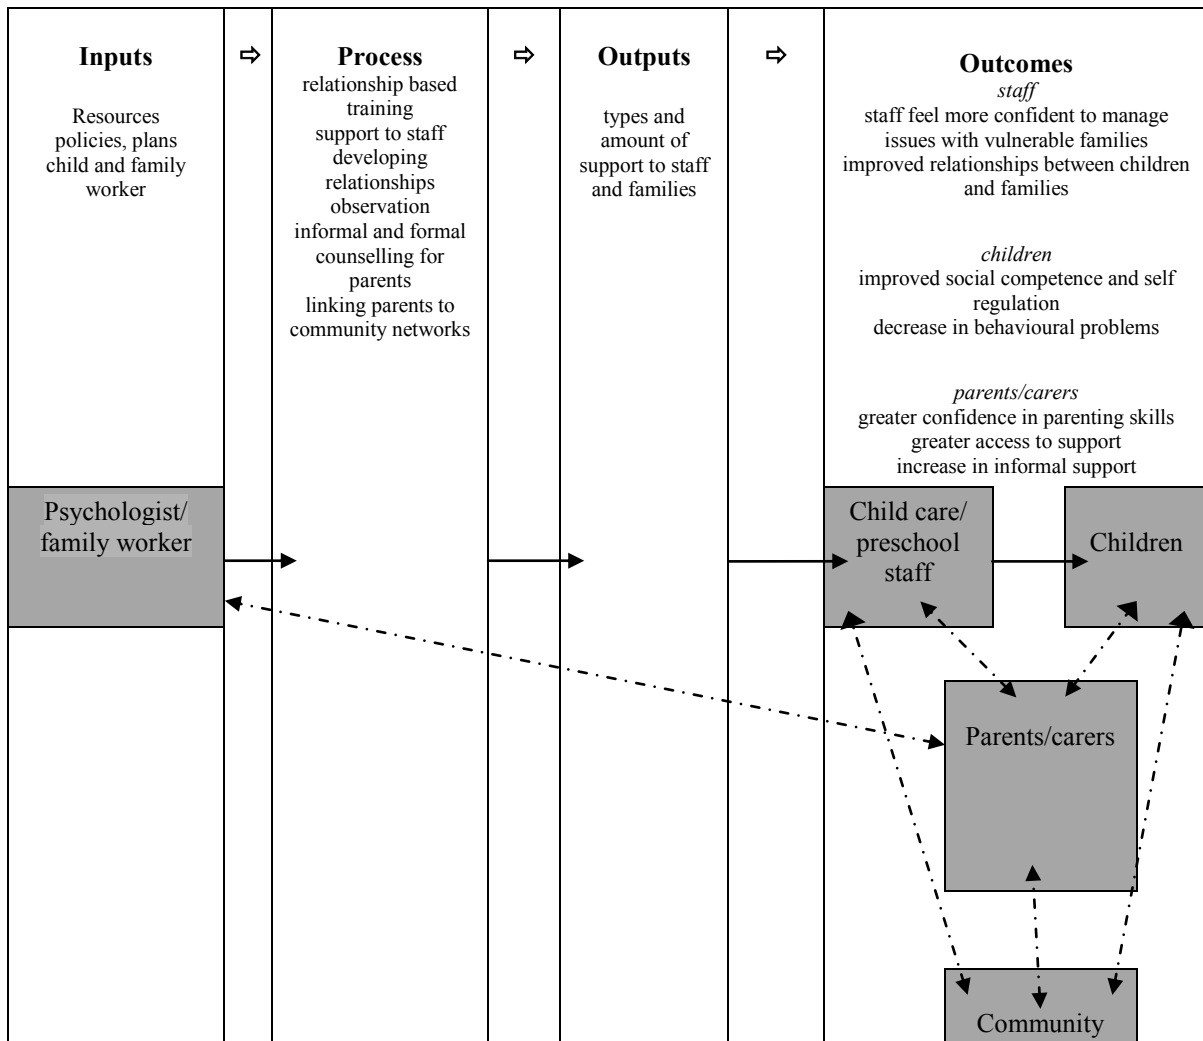 Inputs
Resources
policies, plans
child and family
worker
⇨
Process
relationship based
training
support to staff
developing
relationships
observation
informal and formal
counselling for
parents
linking parents to
community networks
⇨
Outputs
types and
amount of
support to staff
and families
⇨
Outcomes
staff
staff feel more confident to manage
issues with vulnerable families
improved relationships between children
and families
children
improved social competence and self
regulation
decrease in behavioural problems
parents/carers
greater confidence in parenting skills
greater access to support
increase in informal support
Psychologist/
family worker
Child care/
preschool
staff
Children
Parents/carers
Community